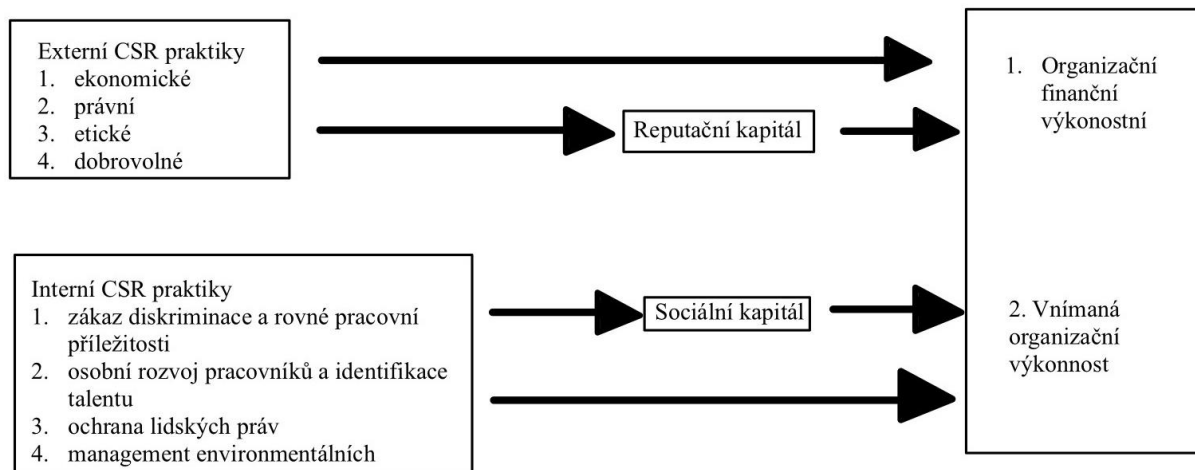 Externí CSR praktiky
1. ekonomické
2. právní
3. etické
4. dobrovolné
Reputační kapitál
1. Organizační
finanční
výkonostní
Interní CSR praktiky
1. zákaz diskriminace a rovné pracovní
příležitosti
2. osobní rozvoj pracovníků a identifikace
talentu
3. ochrana lidských práv
4. management environmentálních
Sociální kapitál
2. Vnímaná
organizační
výkonnost